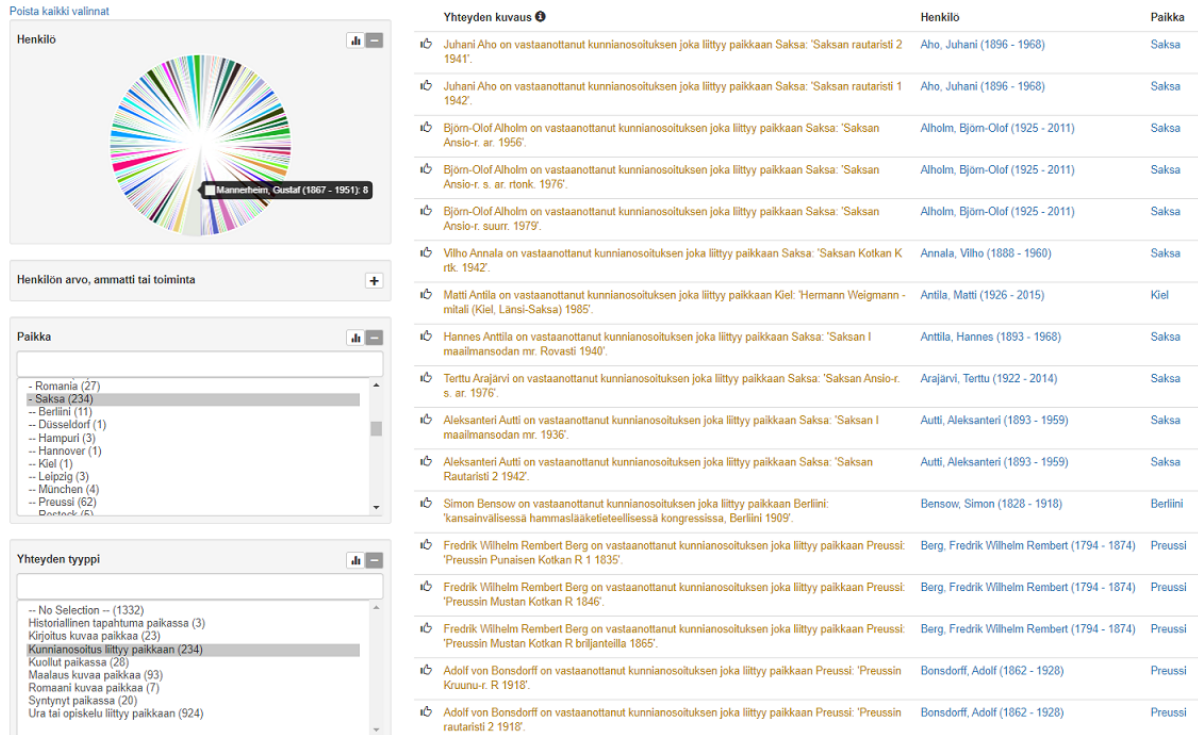 Poista kaikki valinnat
Henkilö
Mannerheim, Gustaf (1867 - 1951): 8
Henkilön arvo, ammatti tai toiminta
Paikka
- Romania (27)
- Saksa (234)
-- Berliini (11)
-- Düsseldorf (1)
-- Hampuri (3)
-- Hannover (1)
-- Kiel (1)
-- Leipzig (3)
-- München (4)
-- Preussi (62)
-- Rostock (5)
Yhteyden tyyppi
-- No Selection -- (1332)
Historiallinen tapahtuma paikassa (3)
Kirjoitus kuvaa paikkaa (23)
Kunnianosoitus liittyy paikkaan (234)
Kuollut paikassa (28)
Maalaus kuvaa paikkaa (93)
Romaani kuvaa paikkaa (7)
Syntynyt paikassa (20)
Ura tai opiskelu liittyy paikkaan (924)
Yhteyden kuvaus Henkilö Paikka
Juhani Aho on vastaanottanut kunnianosoituksen joka liittyy paikkaan Saksa: 'Saksan rautaristi 2 Aho, Juhani (1896 - 1968) Saksa
1941'.
Juhani Aho on vastaanottanut kunnianosoituksen joka liittyy paikkaan Saksa: 'Saksan rautaristi 1 Aho, Juhani (1896 - 1968) Saksa
1942'.
Björn-Olof Alholm on vastaanottanut kunnianosoituksen joka liittyy paikkaan Saksa: 'Saksan Alholm, Björn-Olof (1925 - 2011) Saksa
Ansio-r. ar. 1956'.
Björn-Olof Alholm on vastaanottanut kunnianosoituksen joka liittyy paikkaan Saksa: 'Saksan Alholm, Björn-Olof (1925 - 2011) Saksa
Ansio-r. s. ar. rtonk. 1976'.
Björn-Olof Alholm on vastaanottanut kunnianosoituksen joka liittyy paikkaan Saksa: 'Saksan Alholm, Björn-Olof (1925 - 2011) Saksa
Ansio-r. suurr. 1979'.
Vilho Annala on vastaanottanut kunnianosoituksen joka liittyy paikkaan Saksa: 'Saksan Kotkan K Annala, Vilho (1888 - 1960) Saksa
rtk. 1942'.
Matti Antila on vastaanottanut kunnianosoituksen joka liittyy paikkaan Kiel: 'Hermann Weigmann - Antila, Matti (1926 - 2015) Kiel
mitali (Kiel, Länsi-Saksa) 1985'.
Hannes Anttila on vastaanottanut kunnianosoituksen joka liittyy paikkaan Saksa: 'Saksan I Anttila, Hannes (1893 - 1968) Saksa
maailmansodan mr. Rovasti 1940'.
Terttu Arajärvi on vastaanottanut kunnianosoituksen joka liittyy paikkaan Saksa: 'Saksan Ansio-r. Arajärvi, Terttu (1922 - 2014) Saksa
s. ar. 1976'.
Aleksanteri Autti on vastaanottanut kunnianosoituksen joka liittyy paikkaan Saksa: 'Saksan I Autti, Aleksanteri (1893 - 1959) Saksa
maailmansodan mr. 1936'.
Aleksanteri Autti on vastaanottanut kunnianosoituksen joka liittyy paikkaan Saksa: 'Saksan Autti, Aleksanteri (1893 - 1959) Saksa
Rautaristi 2 1942'.
Simon Bensow on vastaanottanut kunnianosoituksen joka liittyy paikkaan Berliini: Bensow, Simon (1828 - 1918) Berliini
'kansainvälisessä hammaslääketieteellisessä kongressissa, Berliini 1909'.
Fredrik Wilhelm Rembert Berg on vastaanottanut kunnianosoituksen joka liittyy paikkaan Preussi: Berg, Fredrik Wilhelm Rembert (1794 - 1874) Preussi
'Preussin Punaisen Kotkan R 1 1835'.
Fredrik Wilhelm Rembert Berg on vastaanottanut kunnianosoituksen joka liittyy paikkaan Preussi: Berg, Fredrik Wilhelm Rembert (1794 - 1874) Preussi
'Preussin Mustan Kotkan R 1846'.
Fredrik Wilhelm Rembert Berg on vastaanottanut kunnianosoituksen joka liittyy paikkaan Preussi: Berg, Fredrik Wilhelm Rembert (1794 - 1874) Preussi
'Preussin Mustan Kotkan R briljanteilla 1865'.
Adolf von Bonsdorff on vastaanottanut kunnianosoituksen joka liittyy paikkaan Preussi: 'Preussin Bonsdorff, Adolf (1862 - 1928) Preussi
Kruunu-r. R 1918'.
Adolf von Bonsdorff on vastaanottanut kunnianosoituksen joka liittyy paikkaan Preussi: 'Preussin Bonsdorff, Adolf (1862 - 1928) Preussi
rautaristi 2 1918'.